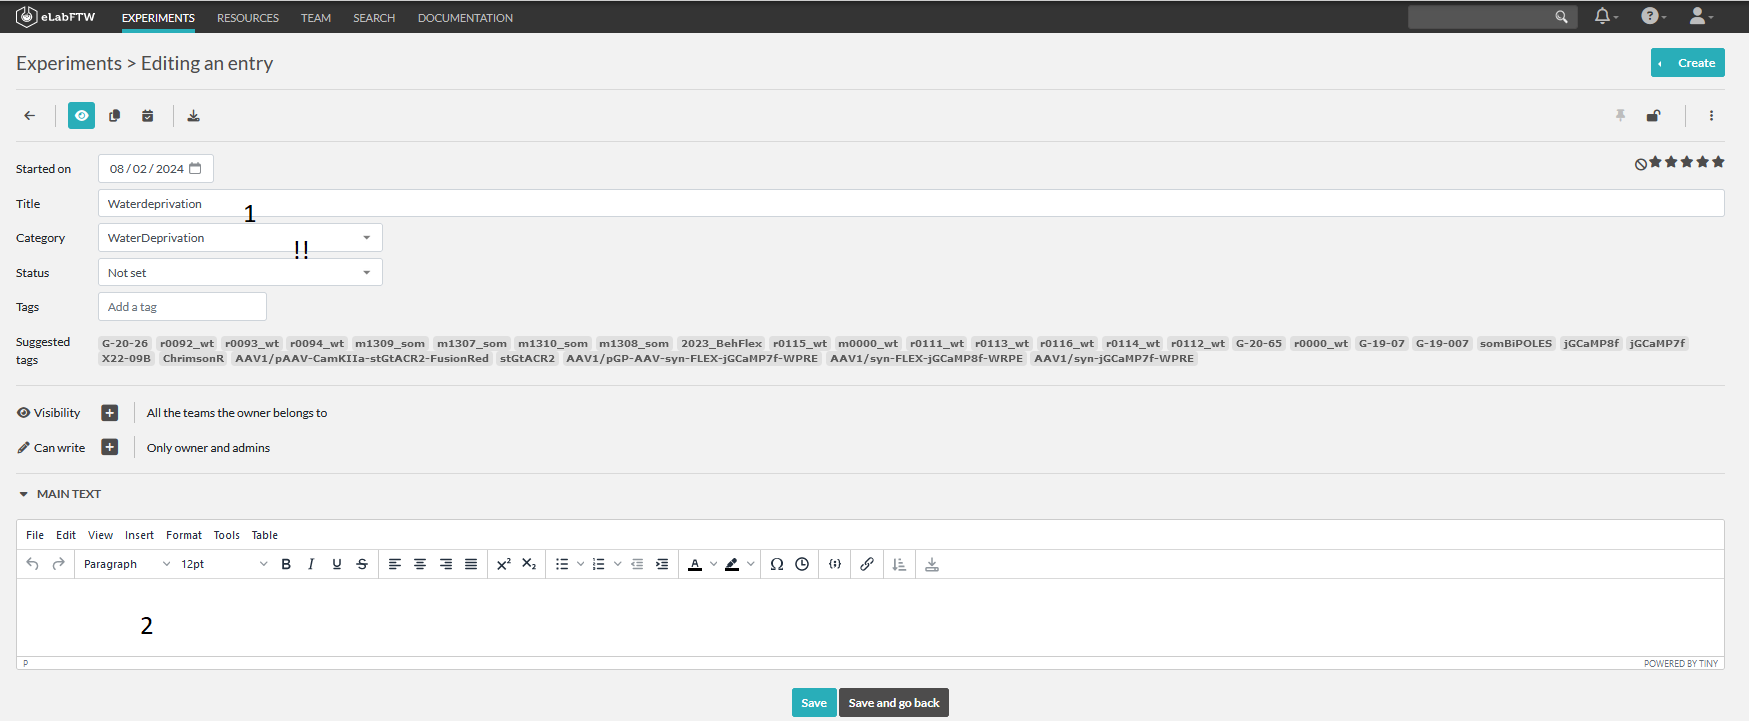 eLabFTW EXPERIMENTS RESOURCES TEAM SEARCH DOCUMENTATION
Experiments > Editing an entry
Create
Started on 08/02/2024
Title Waterdeprivation
1
Category WaterDeprivation
!!
Status Not set
Tags Add a tag
Suggested tags
G-20-26 r0092_wt r0093_wt r0094_wt m1309_som m1307_som m1310_som m1308_som 2023_BehFlex r0115_wt m0000_wt r0111_wt r0113_wt r0116_wt r0114_wt r0112_wt G-20-65 r0000_wt G-19-07 G-19-007 somBiPOLES jGCaMP8f jGCaMP7f
X22-09B ChrimsonR AAV1/pAAV-CamKIIa-stGtACR2-FusionRed stGtACR2 AAV1/pGP-AAV-syn-FLEX-jGCaMP7f-WPRE AAV1/syn-FLEX-jGCaMP8f-WRPE AAV1/syn-jGCaMP7f-WPRE
Visibility + All the teams the owner belongs to
Can write + Only owner and admins
MAIN TEXT
File Edit View Insert Format Tools Table
Paragraph 12pt B I U S X² X₂ A Ω
2
P POWERED BY TINY
Save Save and go back